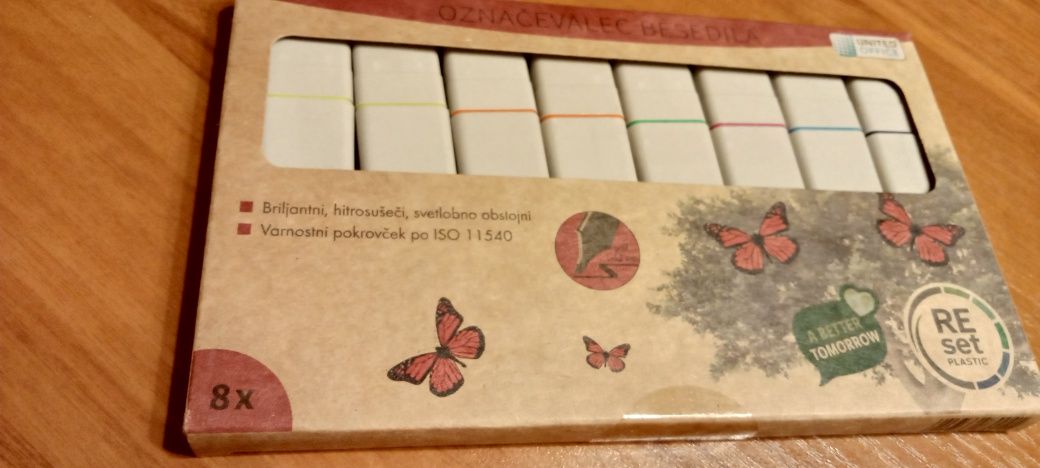 OZNAČEVALEC BESEDILA
UNITED
OFFICE
Briljantni, hitrosušeči, svetlobno obstojni
Varnostni pokrovček po ISO 11540
A BETTER
TOMORROW
RE
set
PLASTIC
8x